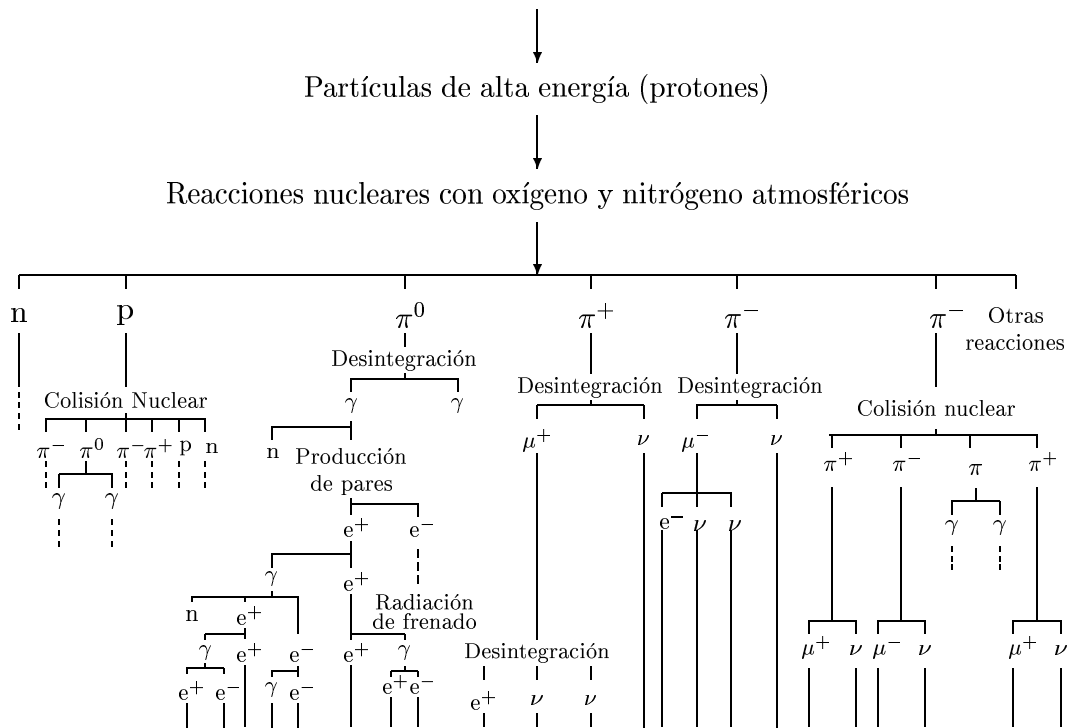 Partículas de alta energía (protones)
Reacciones nucleares con oxígeno y nitrógeno atmosféricos
n p π⁰ π⁺ π⁻ π⁻ Otras
reacciones
Desintegración
Desintegración Desintegración
Colisión Nuclear γ γ Colisión nuclear
π⁻ π⁰ π⁻ π⁺ p n
μ⁺ ν μ⁻ ν
n Producción
de pares
π⁺ π⁻ π π⁺
γ γ
e⁺ e⁻
e⁻ ν ν
γ γ
γ e⁺
Radiación
de frenado
n e⁺
γ e⁺ e⁻ e⁺ γ
Desintegración
μ⁺ ν μ⁻ ν μ⁺ ν
e⁺ e⁻ γ e⁻ e⁺ e⁻
e⁺ ν ν